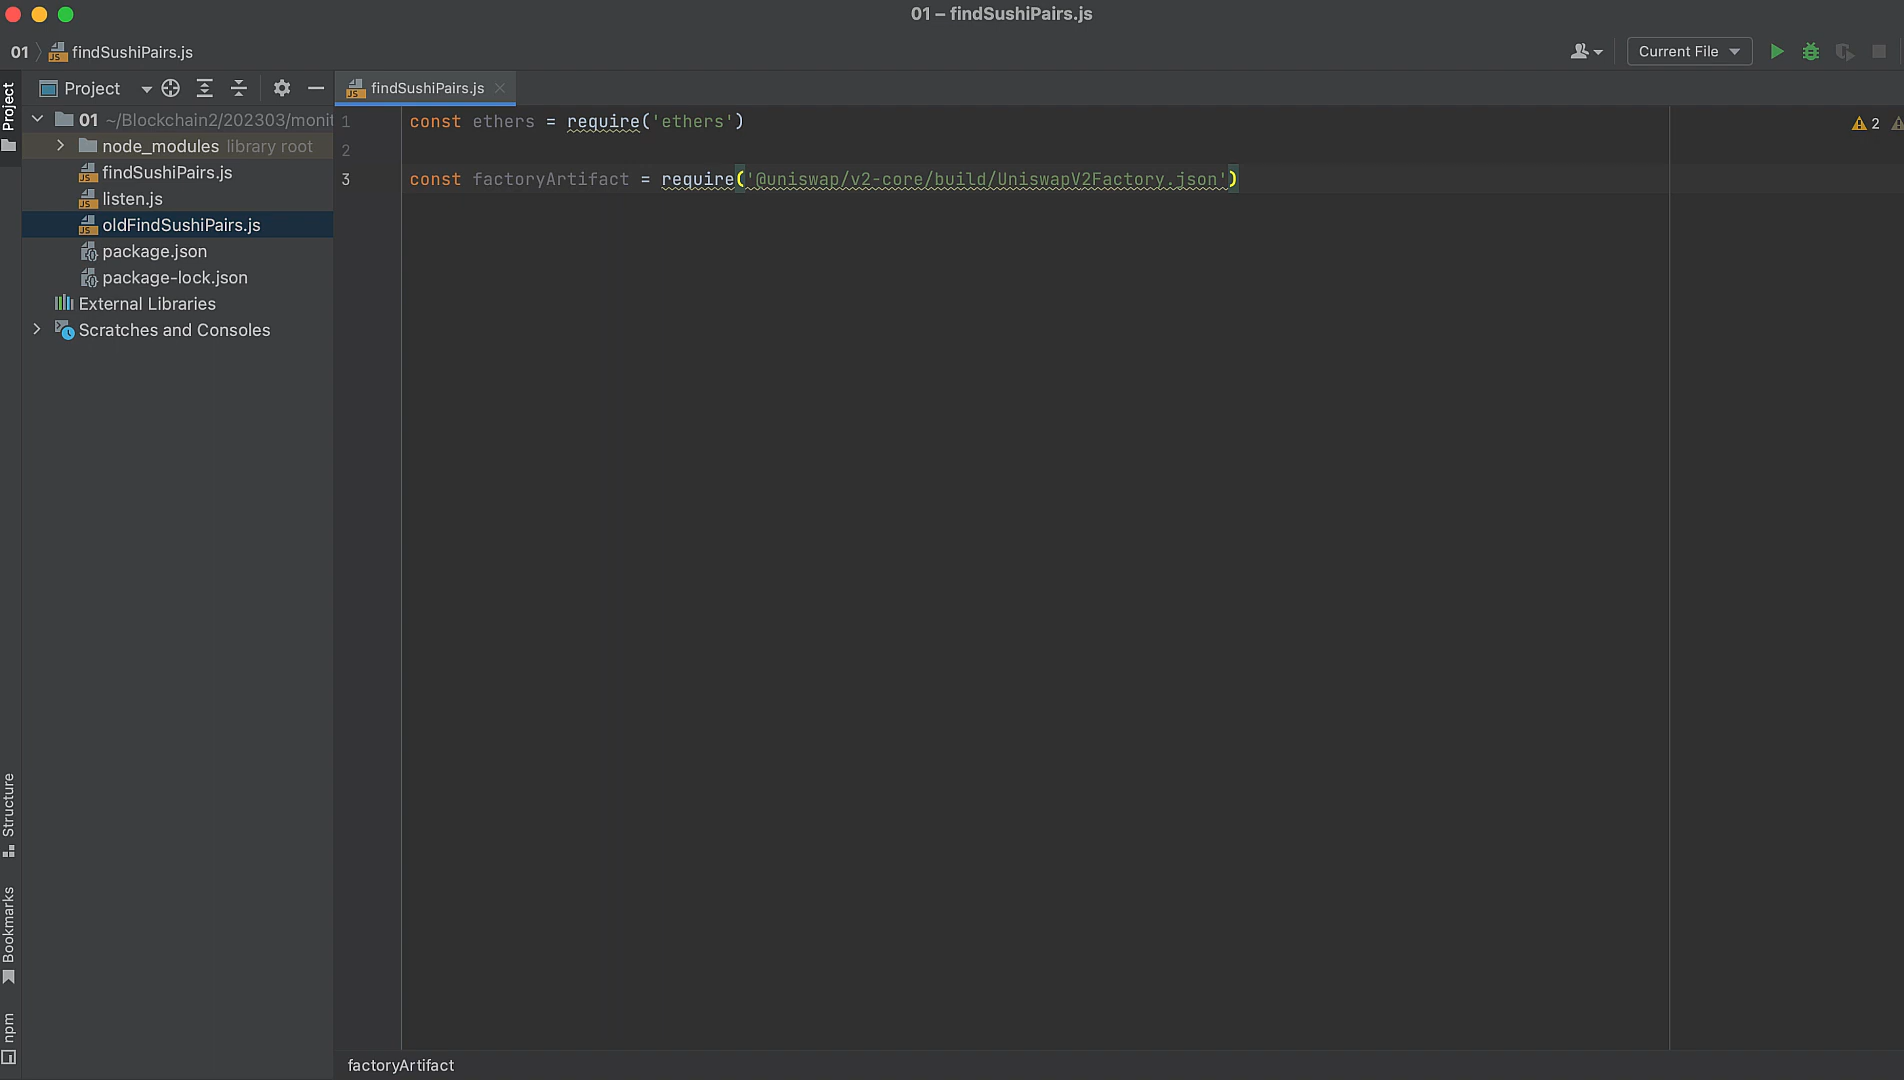 01 – findSushiPairs.js
01 findSushiPairs.js
Current File
Project
Project
findSushiPairs.js
01 ~/Blockchain2/202303/monit
node_modules library root
findSushiPairs.js
listen.js
oldFindSushiPairs.js
package.json
package-lock.json
External Libraries
Scratches and Consoles
1 const ethers = require('ethers')
2
3 const factoryArtifact = require('@uniswap/v2-core/build/UniswapV2Factory.json')
2
Structure
Bookmarks
npm
factoryArtifact